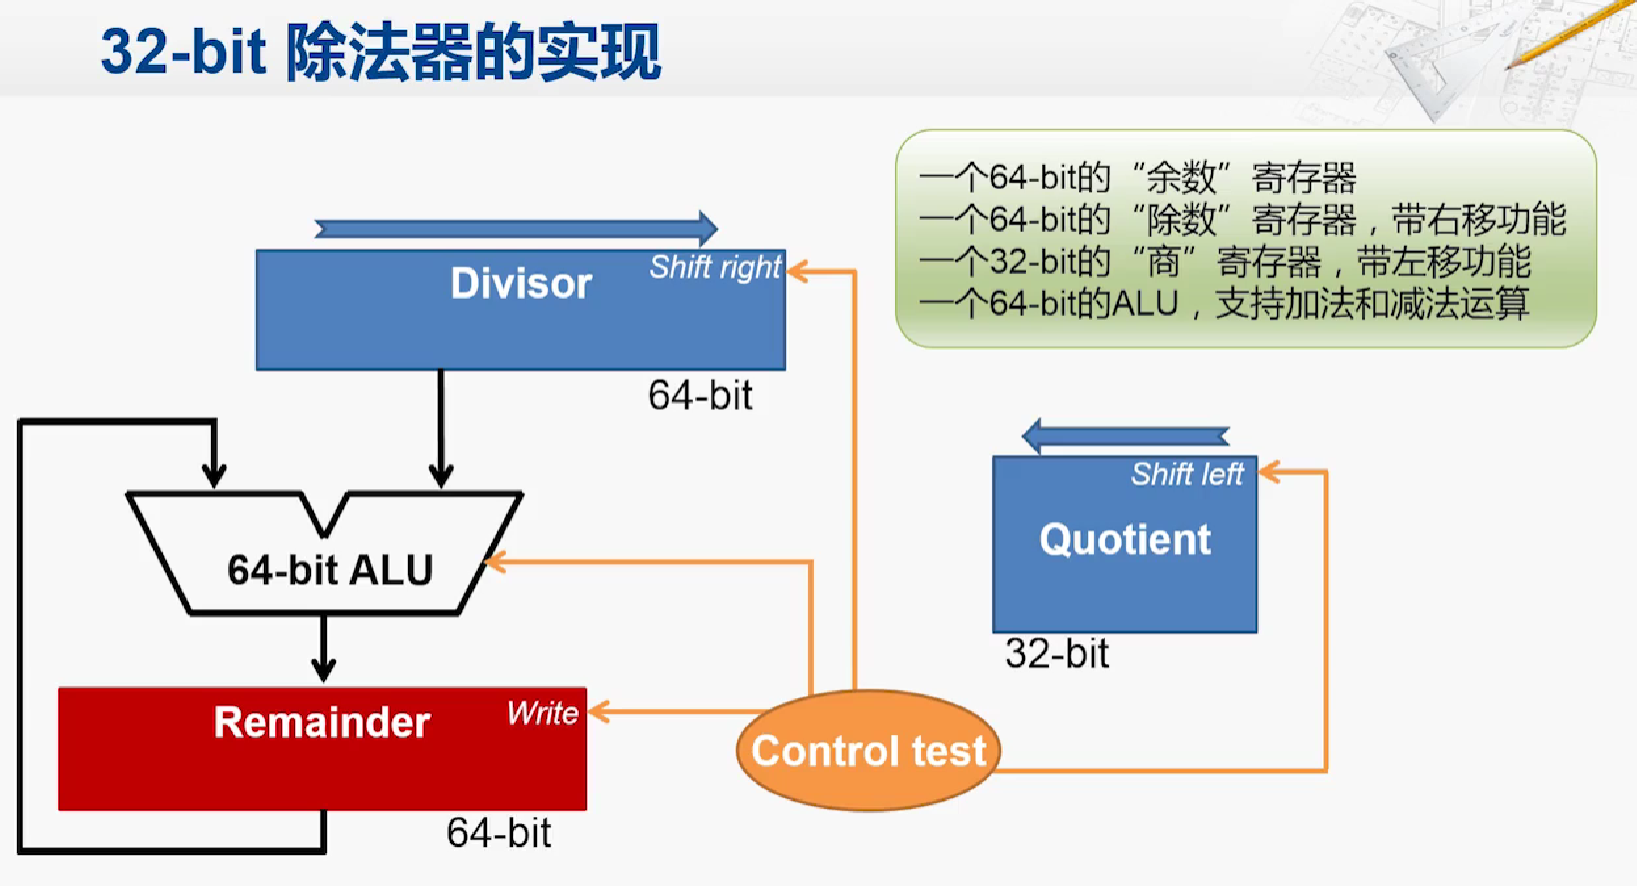 32-bit 除法器的实现
一个64-bit的“余数”寄存器
一个64-bit的“除数”寄存器，带右移功能
一个32-bit的“商”寄存器，带左移功能
一个64-bit的ALU，支持加法和减法运算
Shift right
Divisor
64-bit
Shift left
Quotient
32-bit
64-bit ALU
Remainder
Write
64-bit
Control test